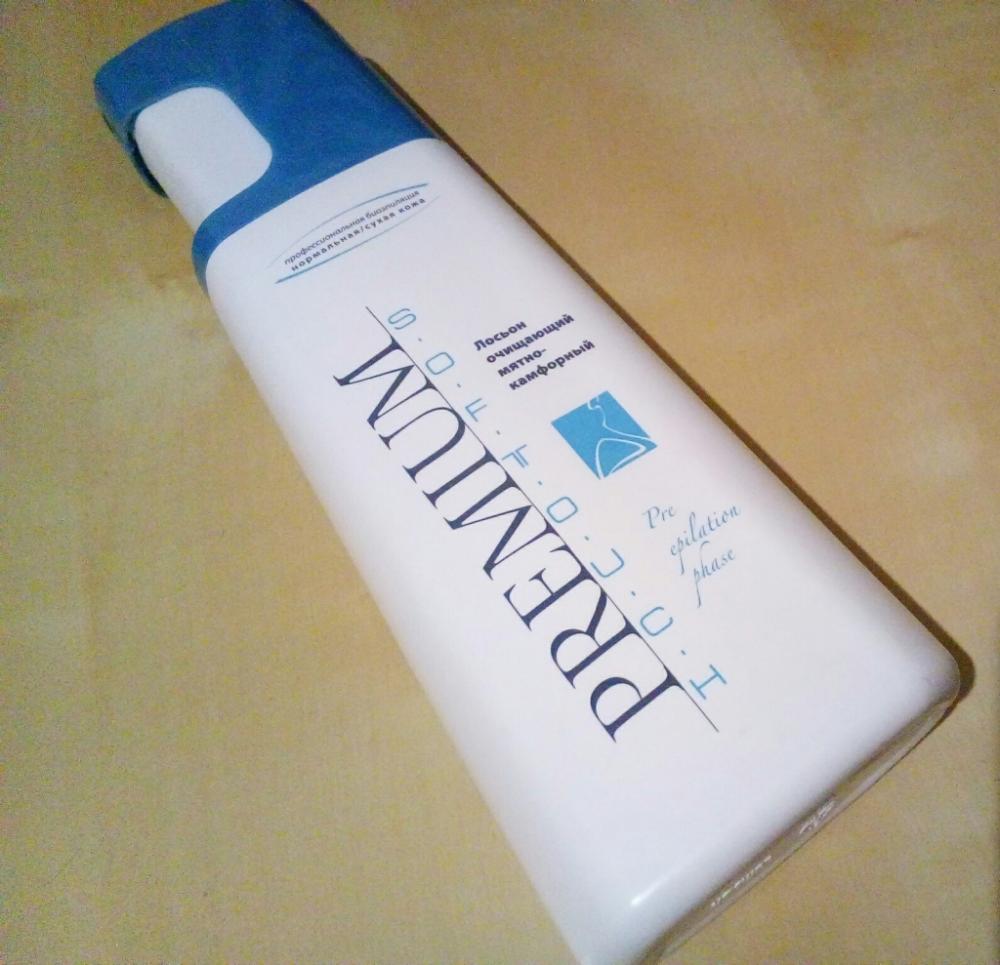 профессиональная биоэпиляция
нормальная/сухая кожа
PREMIUM
S.O.F.T.O.U.C.H
Лосьон
очищающий
мятно-
камфорный
Pre
epilation
phase